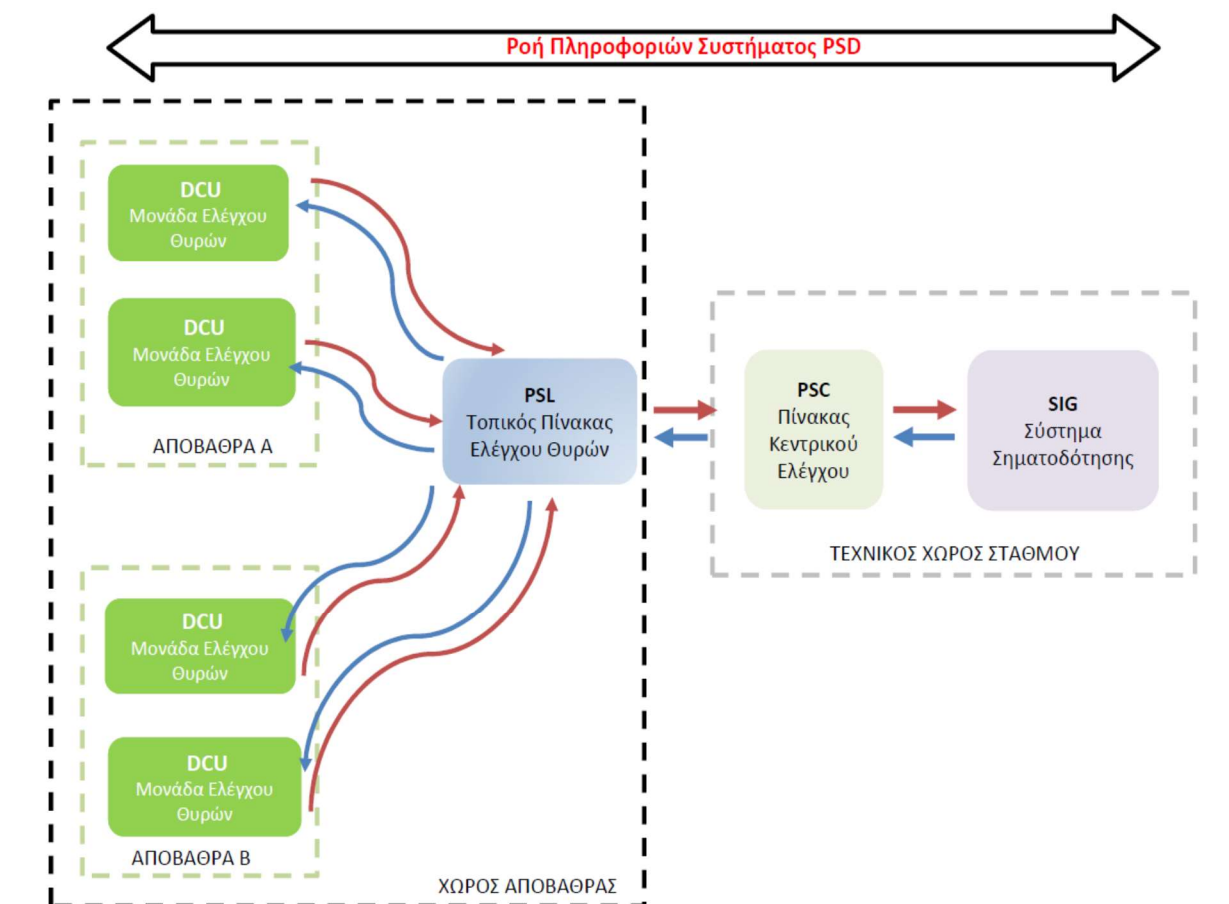 Ροή Πληροφοριών Συστήματος PSD
DCU
Μονάδα Ελέγχου
Θυρών
DCU
Μονάδα Ελέγχου
Θυρών
ΑΠΟΒΑΘΡΑ Α
PSL
Τοπικός Πίνακας
Ελέγχου Θυρών
PSC
Πίνακας
Κεντρικού
Ελέγχου
SIG
Σύστημα
Σηματοδότησης
ΤΕΧΝΙΚΟΣ ΧΩΡΟΣ ΣΤΑΘΜΟΥ
DCU
Μονάδα Ελέγχου
Θυρών
DCU
Μονάδα Ελέγχου
Θυρών
ΑΠΟΒΑΘΡΑ Β
ΧΩΡΟΣ ΑΠΟΒΑΘΡΑΣ